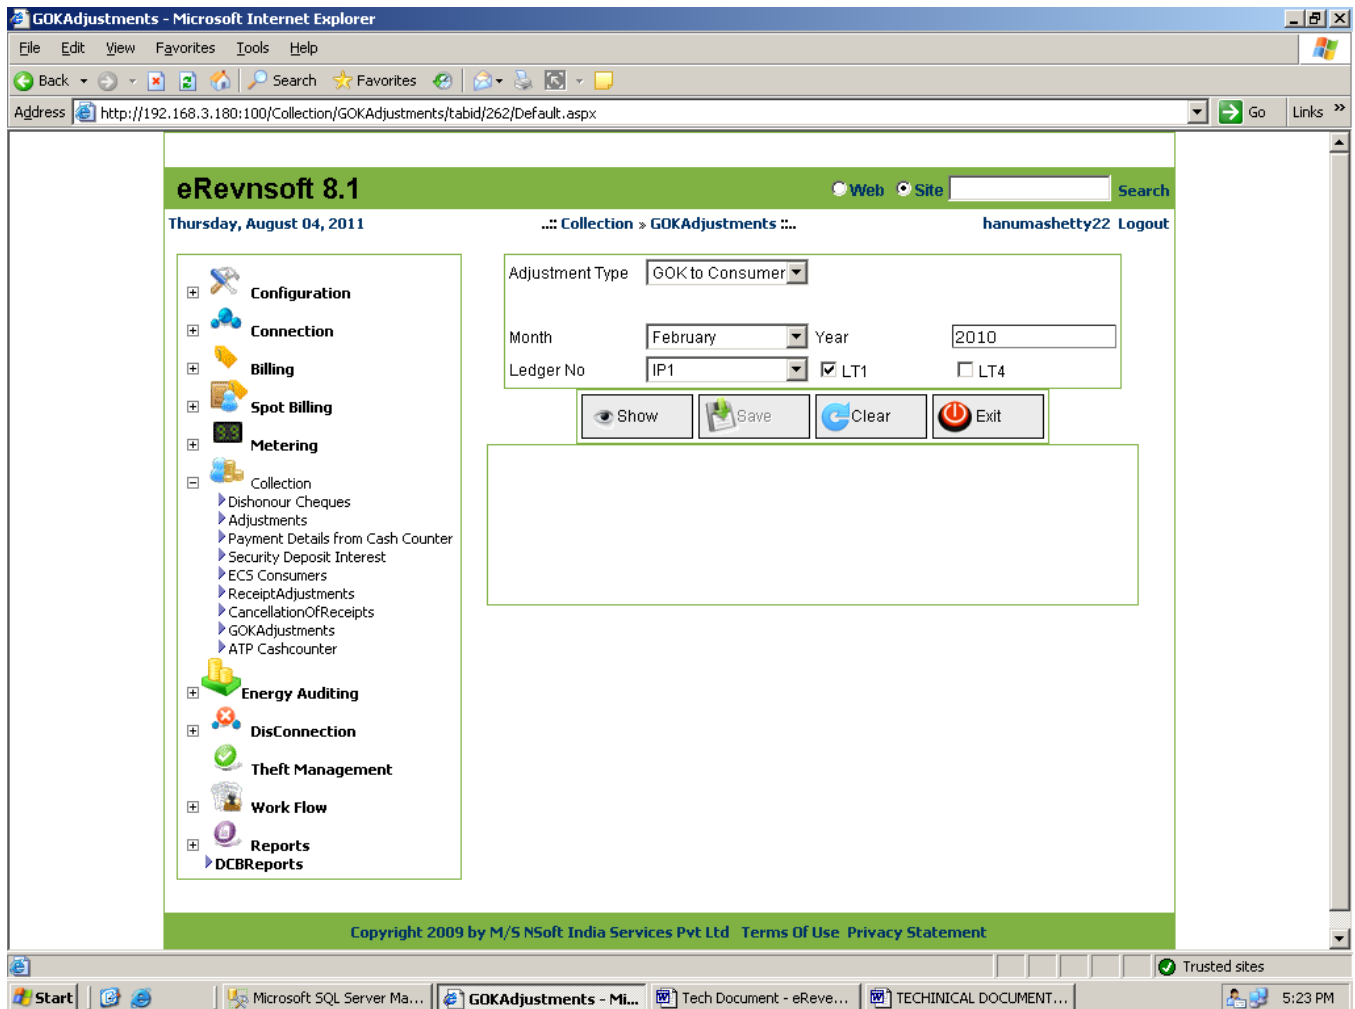 GOKAdjustments - Microsoft Internet Explorer
File Edit View Favorites Tools Help
Back Search Favorites
Address http://192.168.3.180:100/Collection/GOKAdjustments/tabid/262/Default.aspx Go Links »
eRevnsoft 8.1 Web Site Search
Thursday, August 04, 2011 ..:: Collection » GOKAdjustments ::.. hanumashetty22 Logout
Configuration
Connection
Billing
Spot Billing
Metering
Collection
Dishonour Cheques
Adjustments
Payment Details from Cash Counter
Security Deposit Interest
ECS Consumers
ReceiptAdjustments
CancellationOfReceipts
GOKAdjustments
ATP Cashcounter
Energy Auditing
DisConnection
Theft Management
Work Flow
Reports
DCBReports
Adjustment Type GOK to Consumer
Month February Year 2010
Ledger No IP1 LT1 LT4
Show Save Clear Exit
Copyright 2009 by M/S NSoft India Services Pvt Ltd Terms Of Use Privacy Statement
Trusted sites
Start Microsoft SQL Server Ma... GOKAdjustments - Mi... Tech Document - eReve... TECHINICAL DOCUMENT... 5:23 PM